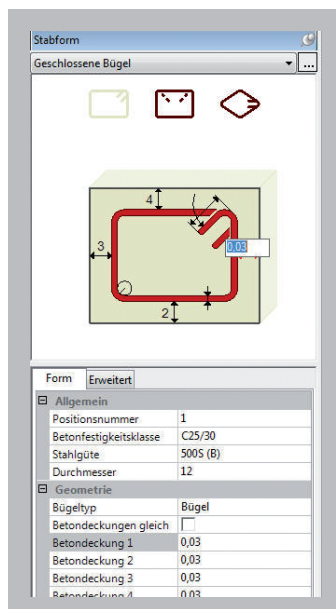 Stabform
Geschlossene Bügel
...
4
3
0.03
2
Form Erweitert
Allgemein
Positionsnummer 1
Betonfestigkeitsklasse C25/30
Stahlgüte 500S (B)
Durchmesser 12
Geometrie
Bügeltyp Bügel
Betondeckungen gleich
Betondeckung 1 0,03
Betondeckung 2 0,03
Betondeckung 3 0,03
Betondeckung 4 0,03